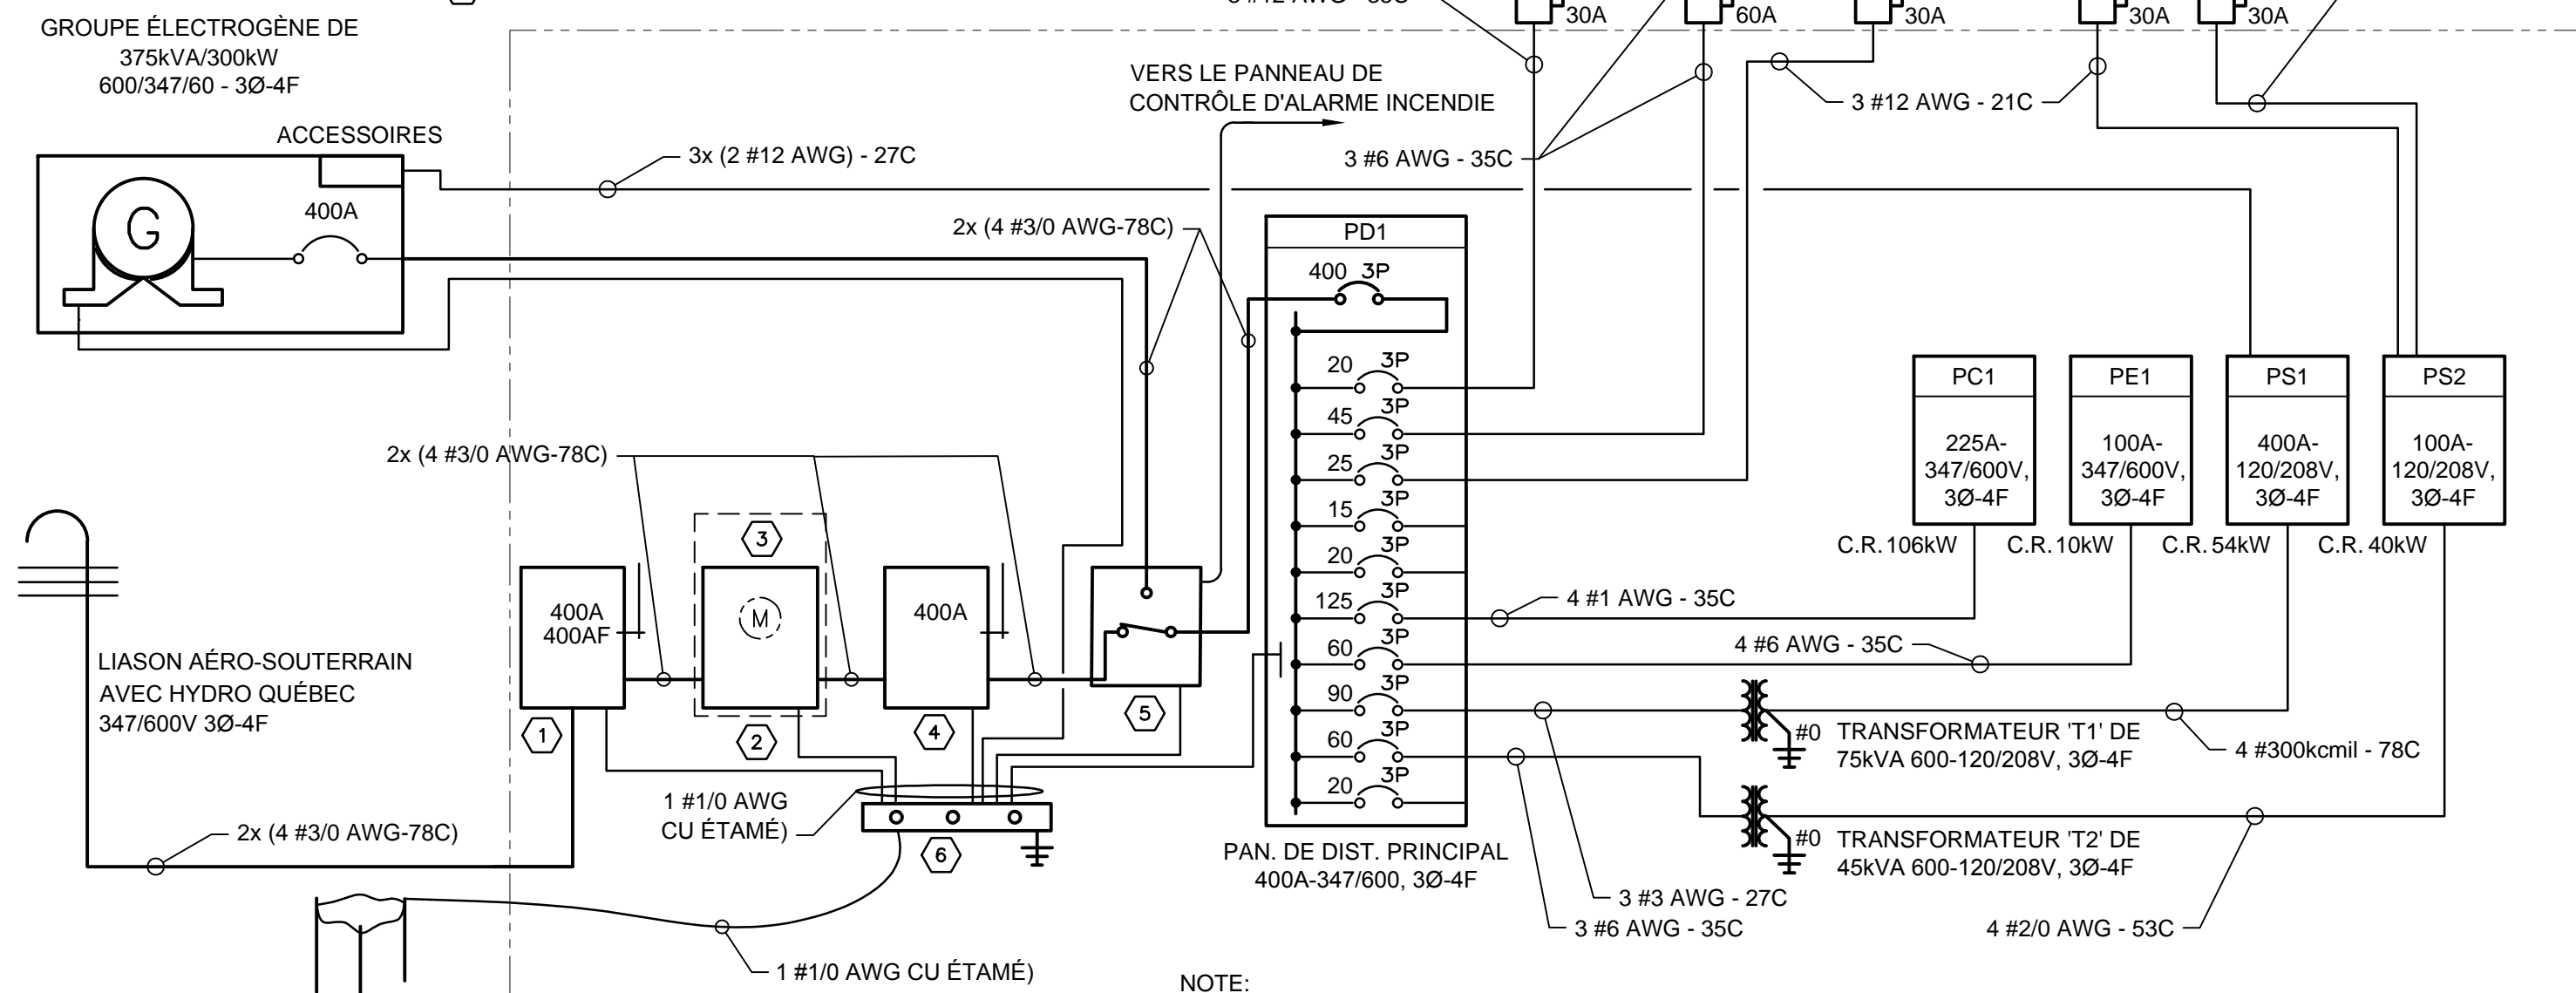 GROUPE ÉLECTROGÈNE DE
375kVA/300kW
600/347/60 - 3Ø-4F
ACCESSOIRES
G
400A
3x (2 #12 AWG) - 27C
VERS LE PANNEAU DE
CONTRÔLE D'ALARME INCENDIE
30A
60A
30A
30A
30A
3 #6 AWG - 35C
3 #12 AWG - 21C
2x (4 #3/0 AWG-78C)
2x (4 #3/0 AWG-78C)
LIASON AÉRO-SOUTERRAIN
AVEC HYDRO QUÉBEC
347/600V 3Ø-4F
2x (4 #3/0 AWG-78C)
400A
400AF
1
3
M
2
400A
4
5
1 #1/0 AWG
CU ÉTAMÉ)
6
1 #1/0 AWG CU ÉTAMÉ)
PD1
400 3P
20 3P
45 3P
25 3P
15 3P
20 3P
125 3P
60 3P
90 3P
60 3P
20 3P
PAN. DE DIST. PRINCIPAL
400A-347/600, 3Ø-4F
4 #1 AWG - 35C
4 #6 AWG - 35C
3 #3 AWG - 27C
3 #6 AWG - 35C
PC1
225A-
347/600V,
3Ø-4F
C.R. 106kW
PE1
100A-
347/600V,
3Ø-4F
C.R. 10kW
PS1
400A-
120/208V,
3Ø-4F
C.R. 54kW
PS2
100A-
120/208V,
3Ø-4F
C.R. 40kW
#0
TRANSFORMATEUR 'T1' DE
75kVA 600-120/208V, 3Ø-4F
4 #300kcmil - 78C
#0
TRANSFORMATEUR 'T2' DE
45kVA 600-120/208V, 3Ø-4F
4 #2/0 AWG - 53C
NOTE: